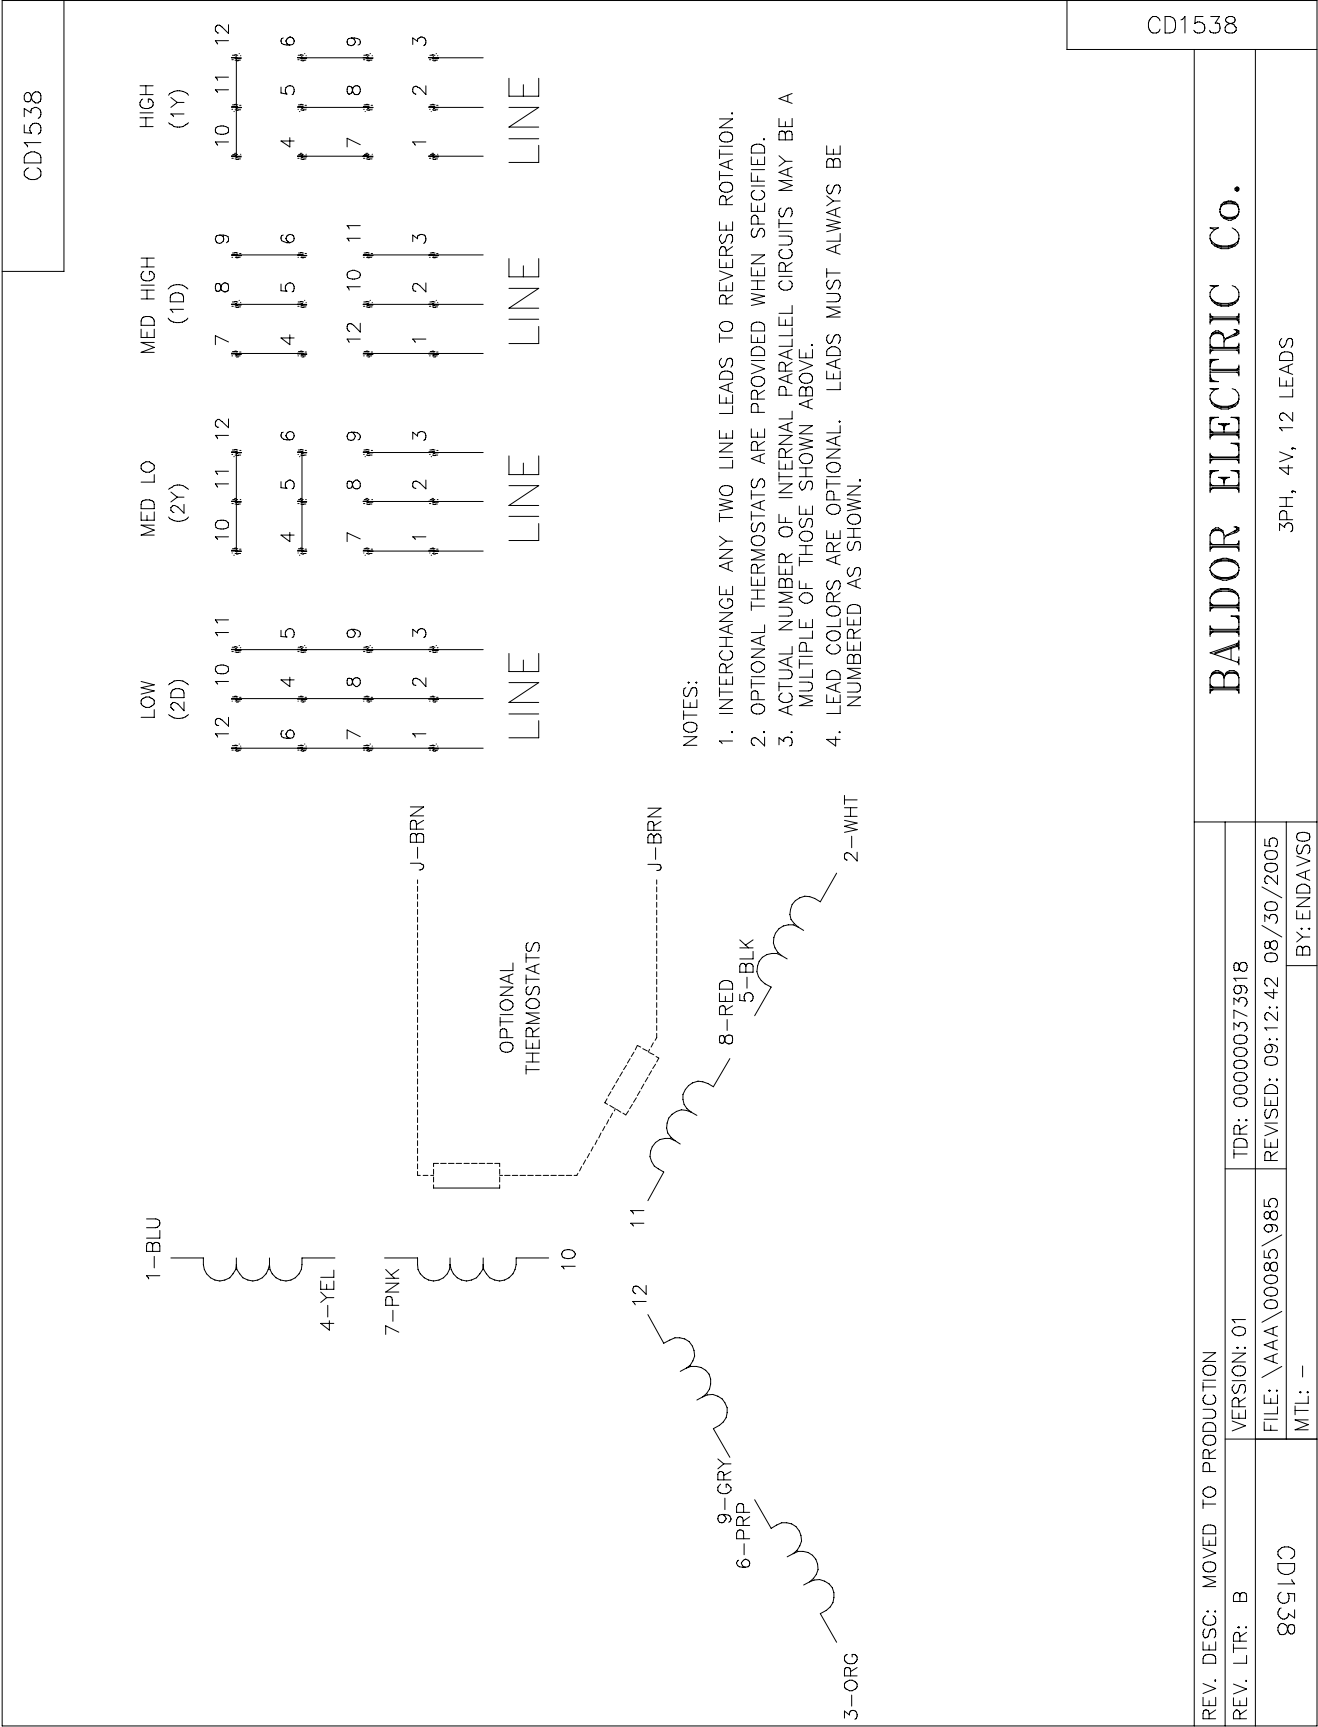 CD1538
LOW
(2D)
12 10 11
6 4 5
7 8 9
1 2 3
LINE
MED LO
(2Y)
10 11 12
4 5 6
7 8 9
1 2 3
LINE
MED HIGH
(1D)
7 8 9
4 5 6
12 10 11
1 2 3
LINE
HIGH
(1Y)
10 11 12
4 5 6
7 8 9
1 2 3
LINE
1-BLU
4-YEL
7-PNK
10
J-BRN
OPTIONAL
THERMOSTATS
J-BRN
12
11
9-GRY
6-PRP
3-ORG
8-RED
5-BLK
2-WHT
NOTES:
1. INTERCHANGE ANY TWO LINE LEADS TO REVERSE ROTATION.
2. OPTIONAL THERMOSTATS ARE PROVIDED WHEN SPECIFIED.
3. ACTUAL NUMBER OF INTERNAL PARALLEL CIRCUITS MAY BE A
MULTIPLE OF THOSE SHOWN ABOVE.
4. LEAD COLORS ARE OPTIONAL. LEADS MUST ALWAYS BE
NUMBERED AS SHOWN.
CD1538
REV. DESC: MOVED TO PRODUCTION
REV. LTR: B
VERSION: 01
TDR: 000000373918
BALDOR ELECTRIC Co.
CD1538
FILE: \AAA\00085\985
REVISED: 09:12:42 08/30/2005
MTL: -
BY: ENDAVSO
3PH, 4V, 12 LEADS